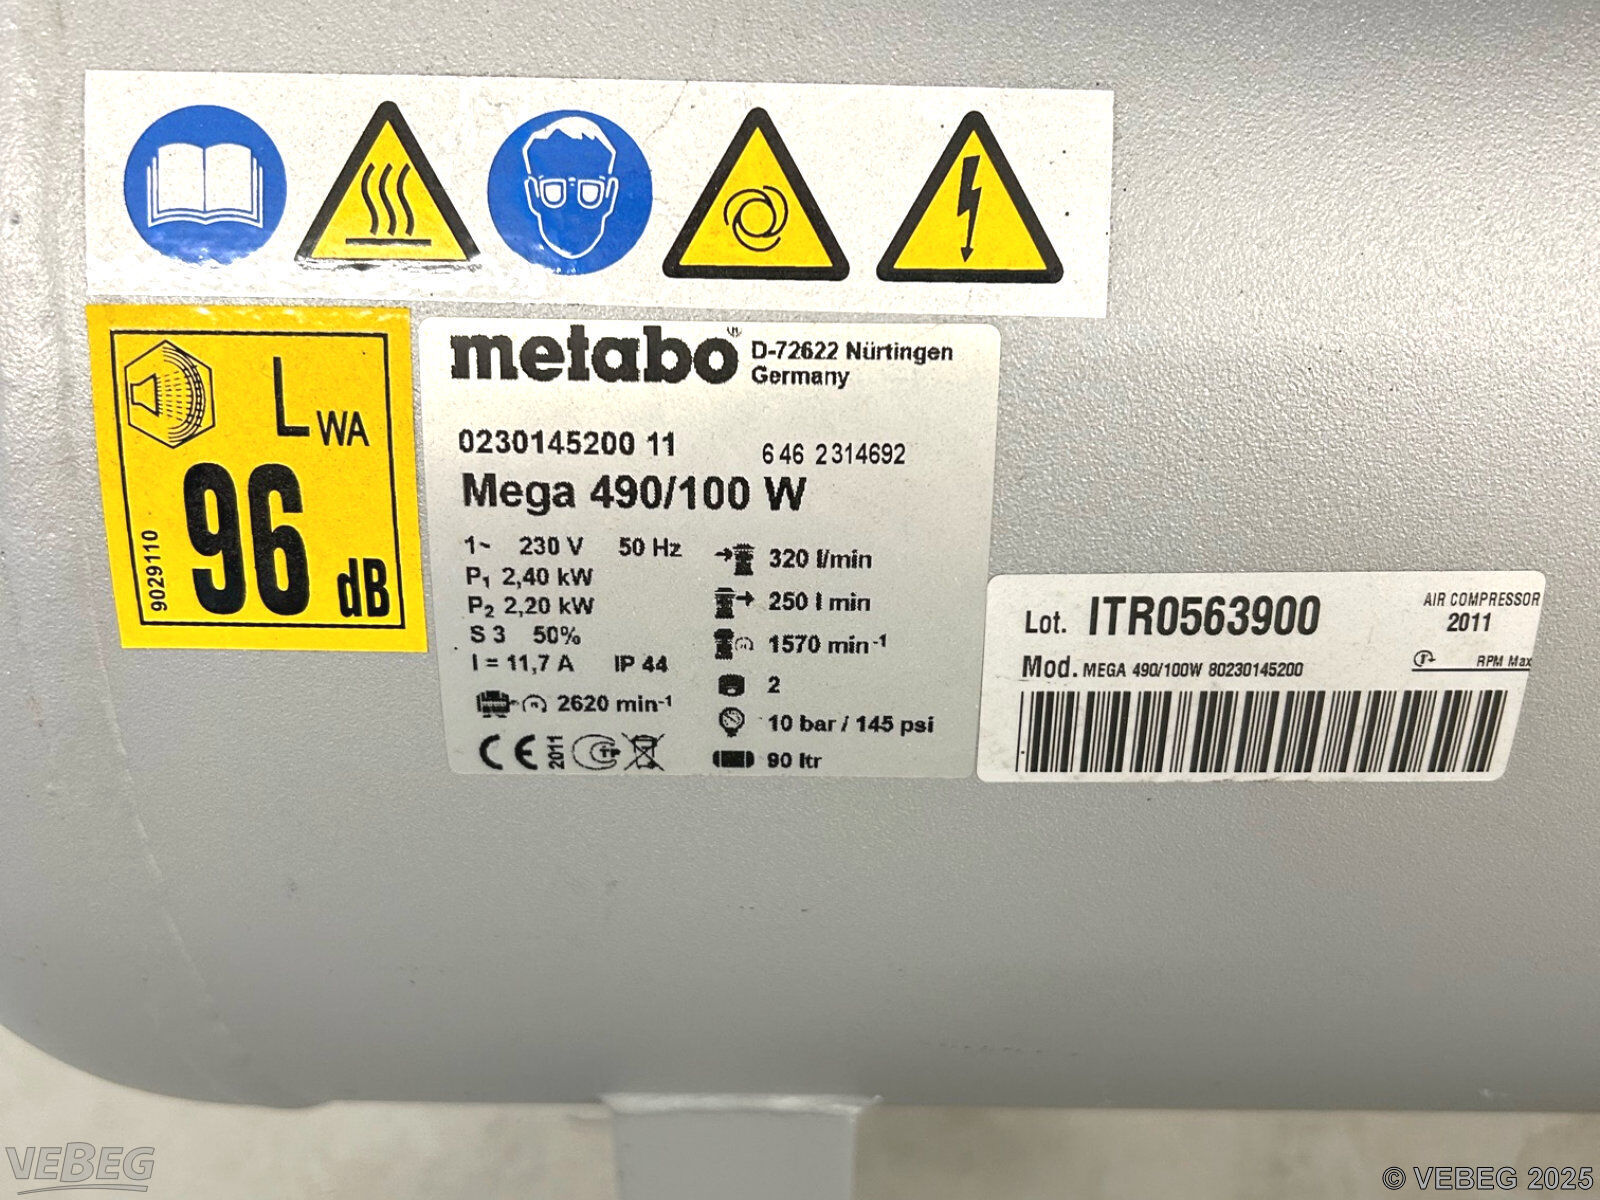 LWA
96 dB
9029110
metabo
D-72622 Nürtingen
Germany
0230145200 11
6 46 2314692
Mega 490/100 W
1~ 230 V 50 Hz
P1 2,40 kW
P2 2,20 kW
S 3 50%
I = 11,7 A IP 44
2620 min-1
CE 2011
320 l/min
250 l min
1570 min-1
2
10 bar / 145 psi
90 ltr
Lot. ITR0563900
AIR COMPRESSOR
2011
Mod. MEGA 490/100W 80230145200
RPM Max
VEBEG
© VEBEG 2025